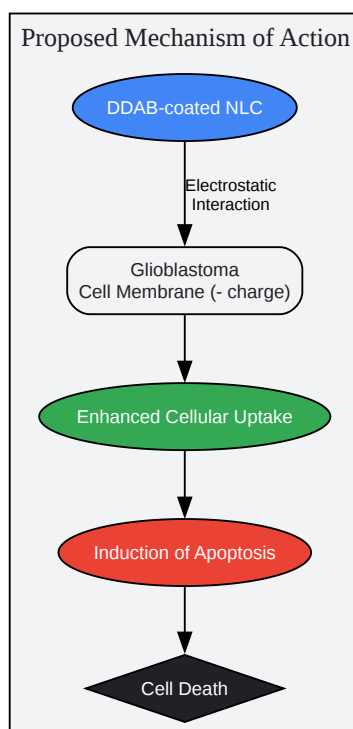 Proposed Mechanism of Action
DDAB-coated NLC
Electrostatic
Interaction
Glioblastoma
Cell Membrane (- charge)
Enhanced Cellular Uptake
Induction of Apoptosis
Cell Death